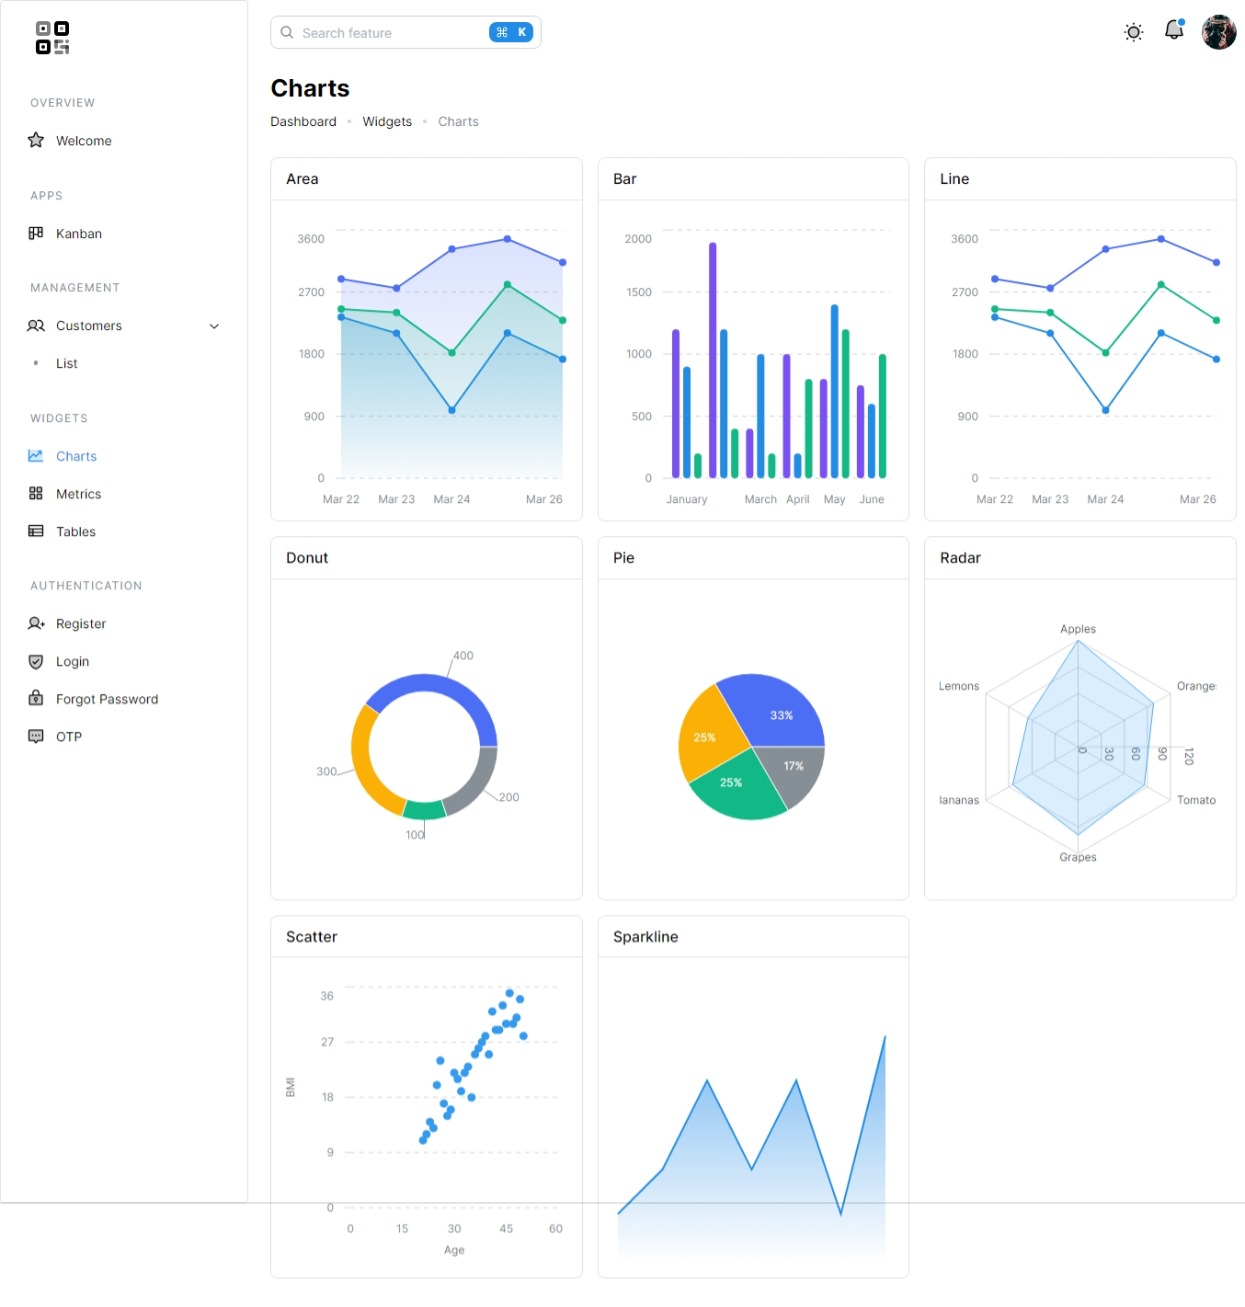 Search feature
⌘ K
OVERVIEW
Welcome
APPS
Kanban
MANAGEMENT
Customers
List
WIDGETS
Charts
Metrics
Tables
AUTHENTICATION
Register
Login
Forgot Password
OTP
Charts
Dashboard • Widgets • Charts
Area
3600
2700
1800
900
0
Mar 22 Mar 23 Mar 24 Mar 26
Bar
2000
1500
1000
500
0
January March April May June
Line
3600
2700
1800
900
0
Mar 22 Mar 23 Mar 24 Mar 26
Donut
400
300
200
100
Pie
33%
25%
17%
25%
Radar
Apples
Lemons
Orange
0 30 60 90 120
ananas
Tomato
Grapes
Scatter
BMI
36
27
18
9
0
0 15 30 45 60
Age
Sparkline